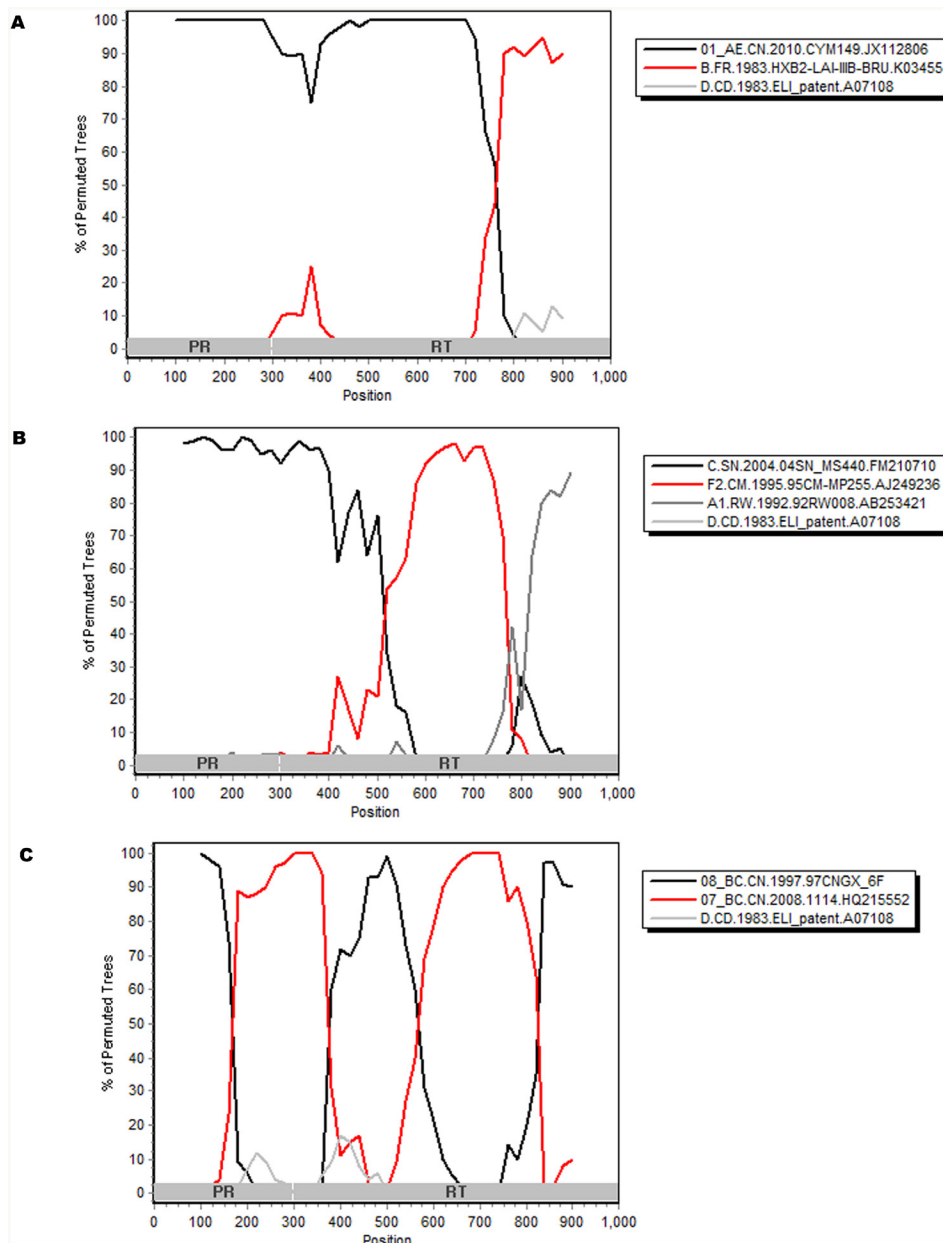 A
% of Permuted Trees
100
90
80
70
60
50
40
30
20
10
0
PR
RT
0 100 200 300 400 500 600 700 800 900 1,000
Position
01_AE.CN.2010.CYM149.JX112806
B.FR.1983.HXB2-LAI-IIIB-BRU.K03455
D.CD.1983.ELI_patent.A07108
B
% of Permuted Trees
100
90
80
70
60
50
40
30
20
10
0
PR
RT
0 100 200 300 400 500 600 700 800 900 1,000
Position
C.SN.2004.04SN_MS440.FM210710
F2.CM.1995.95CM-MP255.AJ249236
A1.RW.1992.92RW008.AB253421
D.CD.1983.ELI_patent.A07108
C
% of Permuted Trees
100
90
80
70
60
50
40
30
20
10
0
PR
RT
0 100 200 300 400 500 600 700 800 900 1,000
Position
08_BC.CN.1997.97CNGX_6F
07_BC.CN.2008.1114.HQ215552
D.CD.1983.ELI_patent.A07108